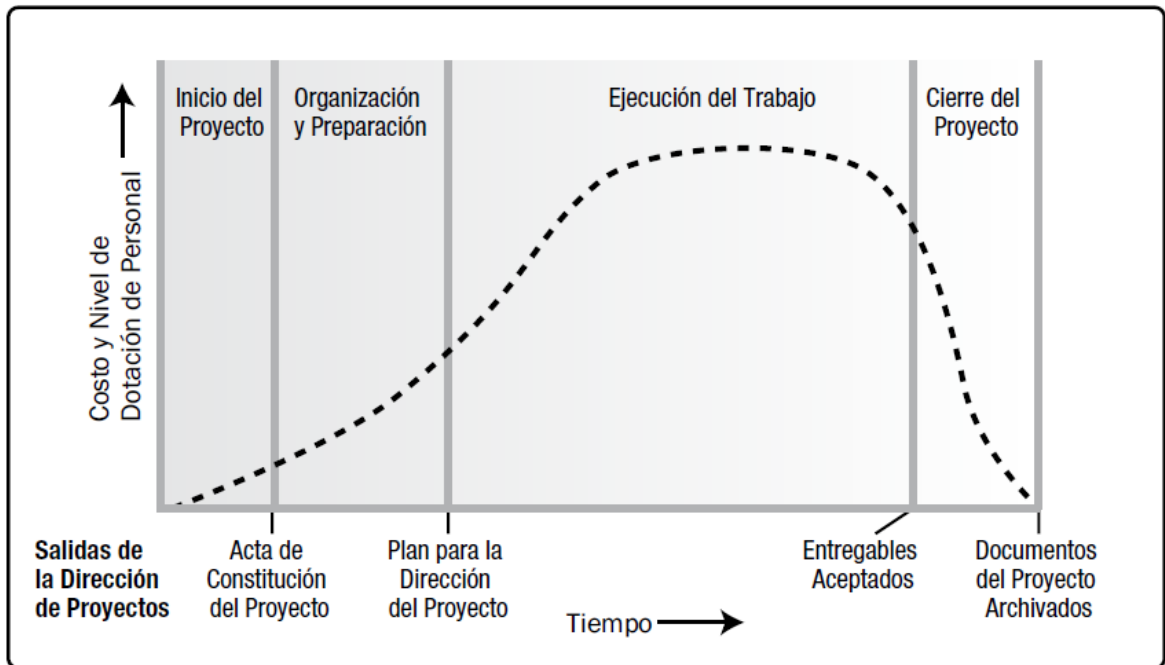 Costo y Nivel de
Dotación de Personal
Inicio del
Proyecto
Organización
y Preparación
Ejecución del Trabajo
Cierre del
Proyecto
Salidas de
la Dirección
de Proyectos
Acta de
Constitución
del Proyecto
Plan para la
Dirección
del Proyecto
Entregables
Aceptados
Documentos
del Proyecto
Archivados
Tiempo